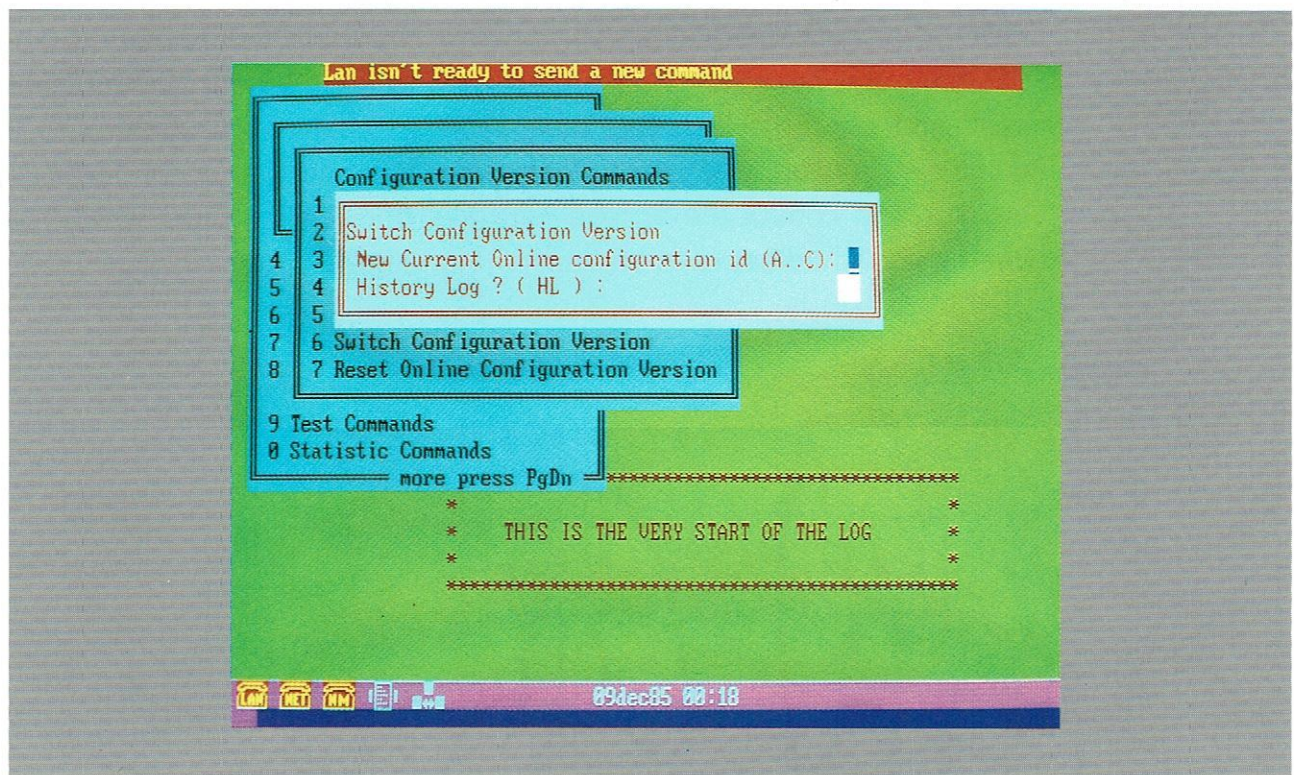 Lan isn't ready to send a new command
Configuration Version Commands
1
2 Switch Configuration Version
4 3 New Current Online configuration id (A..C):
5 4 History Log ? ( HL ) :
6 5
7 6 Switch Configuration Version
8 7 Reset Online Configuration Version
9 Test Commands
0 Statistic Commands
more press PgDn
***************************************
* *
* THIS IS THE VERY START OF THE LOG *
* *
***************************************
LAN NET NM 09dec85 00:18